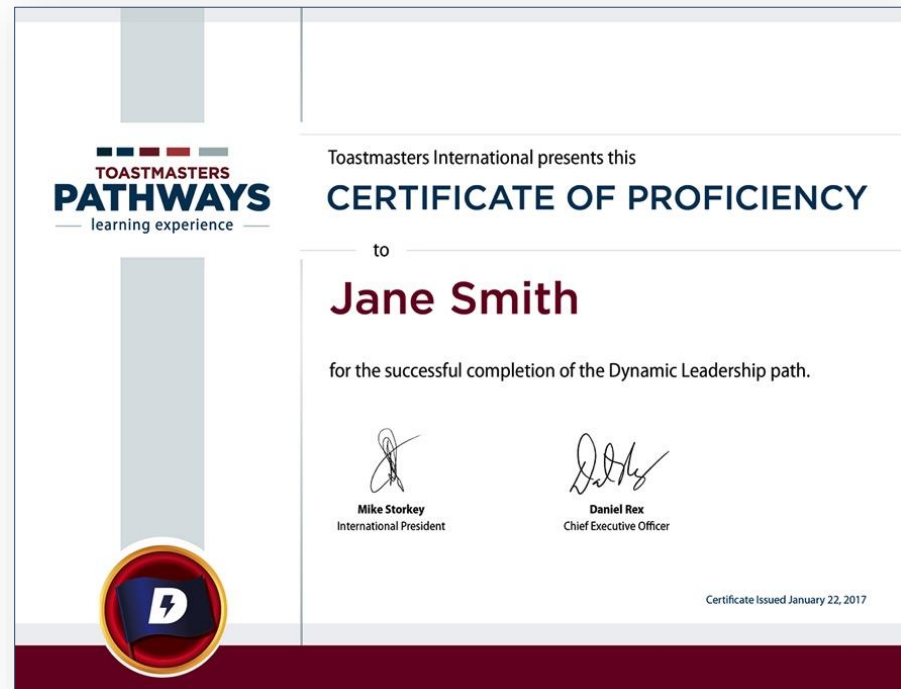 TOASTMASTERS
PATHWAYS
learning experience
Toastmasters International presents this
CERTIFICATE OF PROFICIENCY
to
Jane Smith
for the successful completion of the Dynamic Leadership path.
Mike Storkey
International President
Daniel Rex
Chief Executive Officer
Certificate Issued January 22, 2017
D